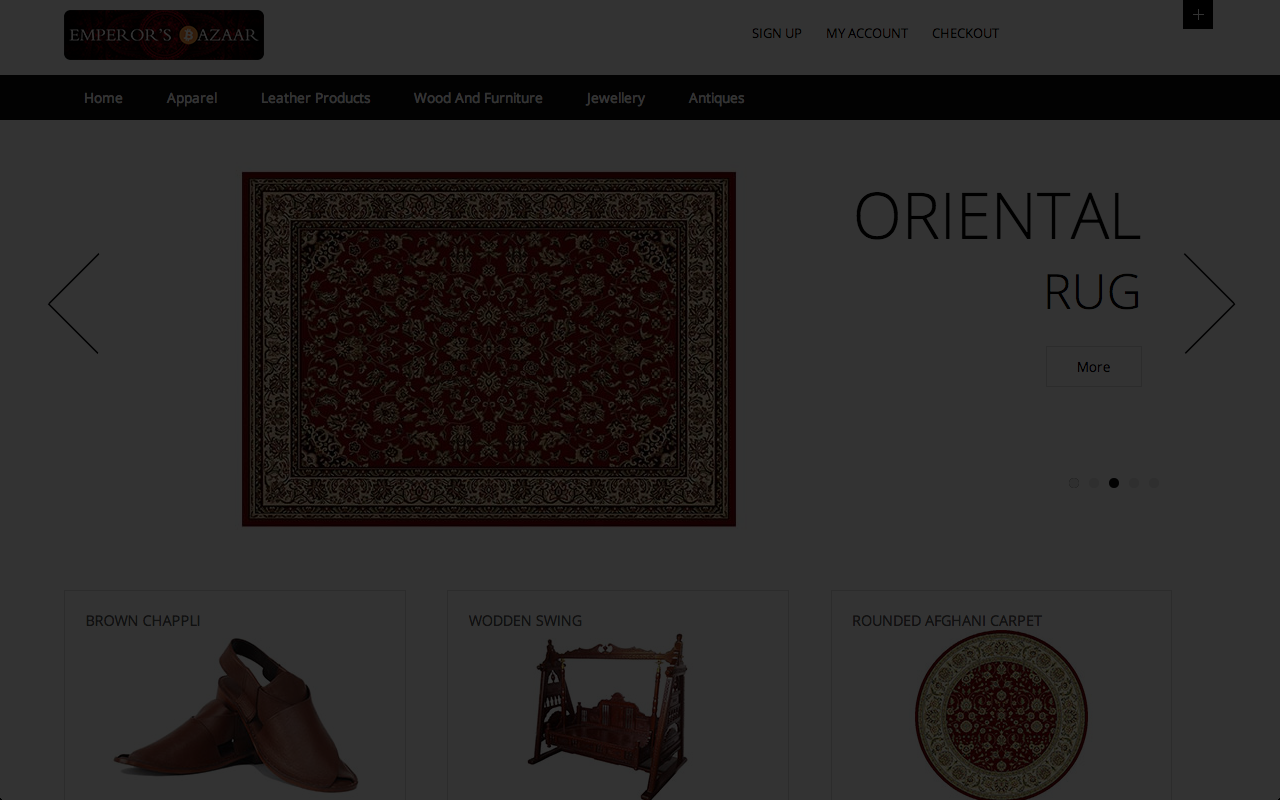 EMPEROR'S BAZAAR
SIGN UP MY ACCOUNT CHECKOUT
Home Apparel Leather Products Wood And Furniture Jewellery Antiques
ORIENTAL
RUG
More
BROWN CHAPPLI WODDEN SWING ROUNDED AFGHANI CARPET